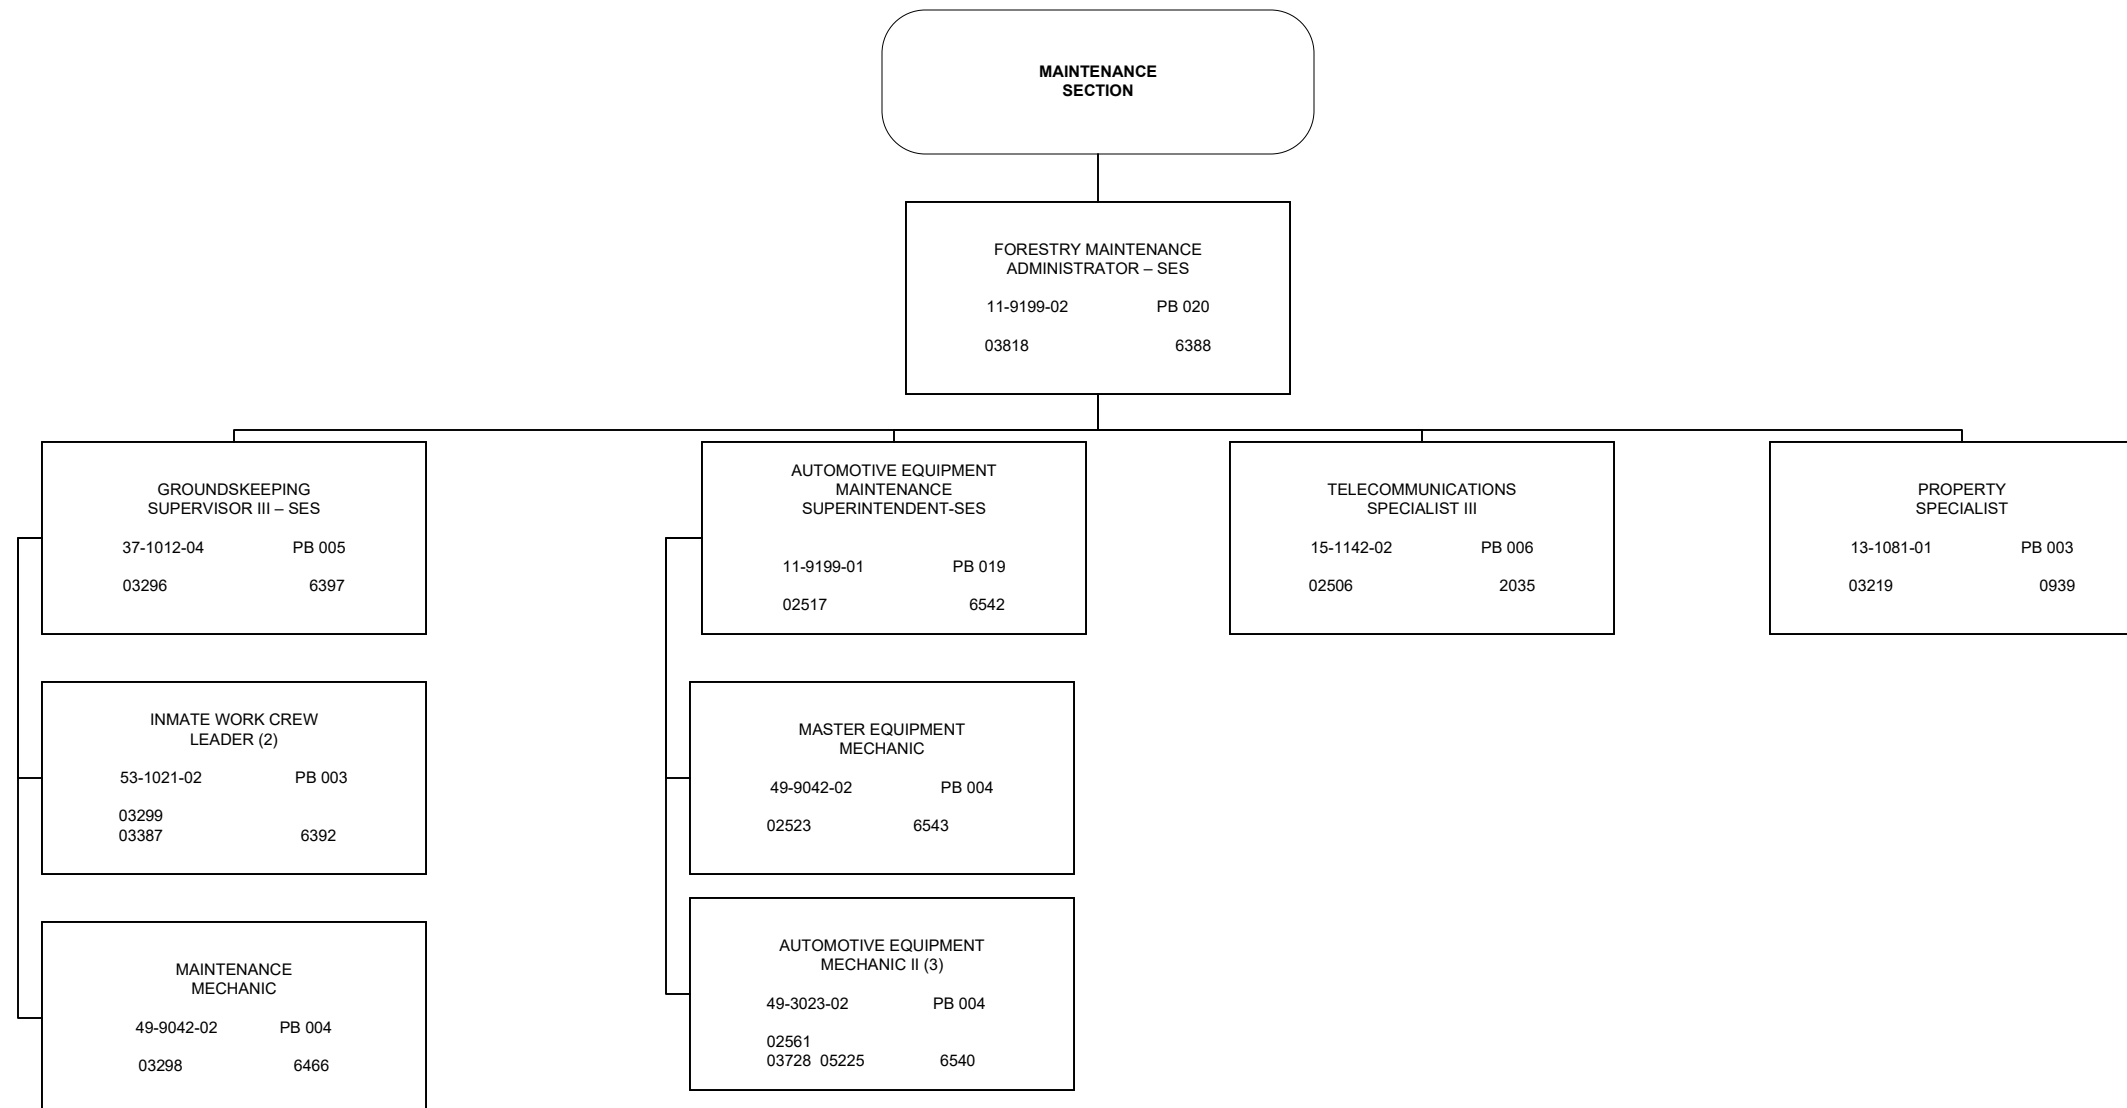 MAINTENANCE
SECTION
FORESTRY MAINTENANCE
ADMINISTRATOR – SES
11-9199-02 PB 020
03818 6388
GROUNDSKEEPING
SUPERVISOR III – SES
37-1012-04 PB 005
03296 6397
INMATE WORK CREW
LEADER (2)
53-1021-02 PB 003
03299
03387 6392
MAINTENANCE
MECHANIC
49-9042-02 PB 004
03298 6466
AUTOMOTIVE EQUIPMENT
MAINTENANCE
SUPERINTENDENT-SES
11-9199-01 PB 019
02517 6542
MASTER EQUIPMENT
MECHANIC
49-9042-02 PB 004
02523 6543
AUTOMOTIVE EQUIPMENT
MECHANIC II (3)
49-3023-02 PB 004
02561
03728 05225 6540
TELECOMMUNICATIONS
SPECIALIST III
15-1142-02 PB 006
02506 2035
PROPERTY
SPECIALIST
13-1081-01 PB 003
03219 0939